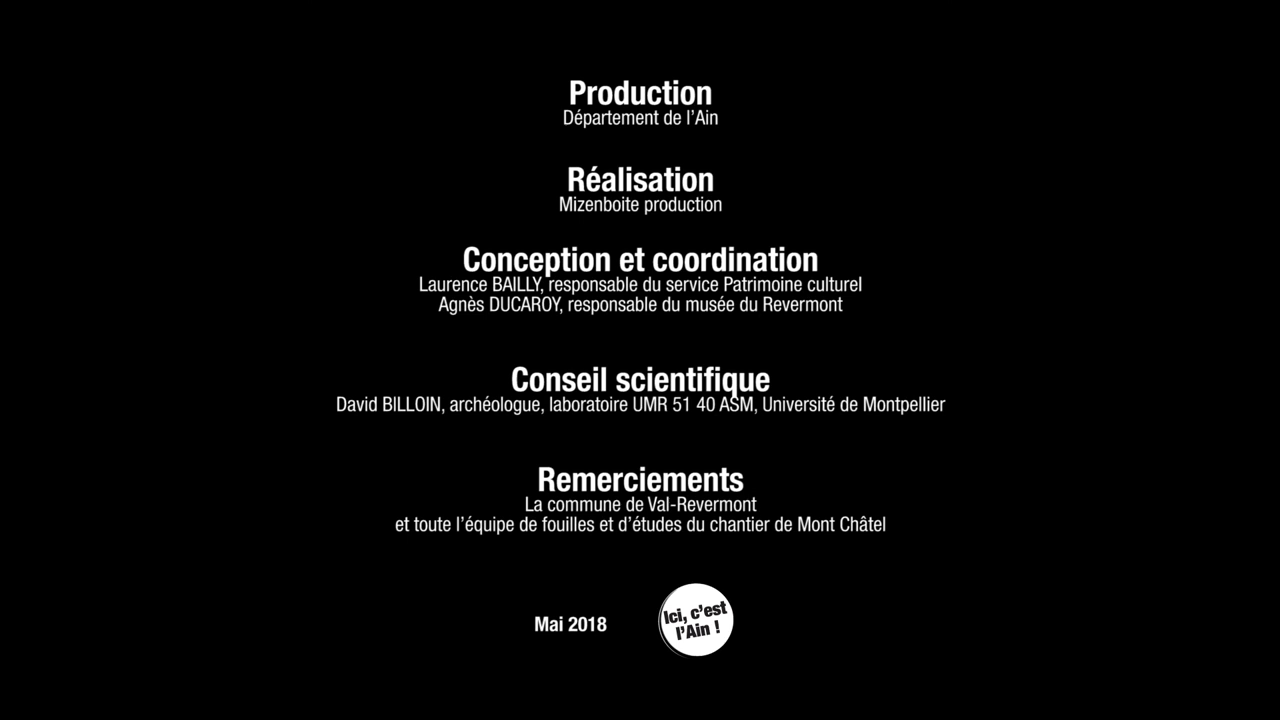 Production
Département de l’Ain
Réalisation
Mizenboite production
Conception et coordination
Laurence BAILLY, responsable du service Patrimoine culturel
Agnès DUCAROY, responsable du musée du Revermont
Conseil scientifique
David BILLOIN, archéologue, laboratoire UMR 51 40 ASM, Université de Montpellier
Remerciements
La commune de Val-Revermont
et toute l’équipe de fouilles et d’études du chantier de Mont Châtel
Mai 2018
Ici, c’est
l’Ain !